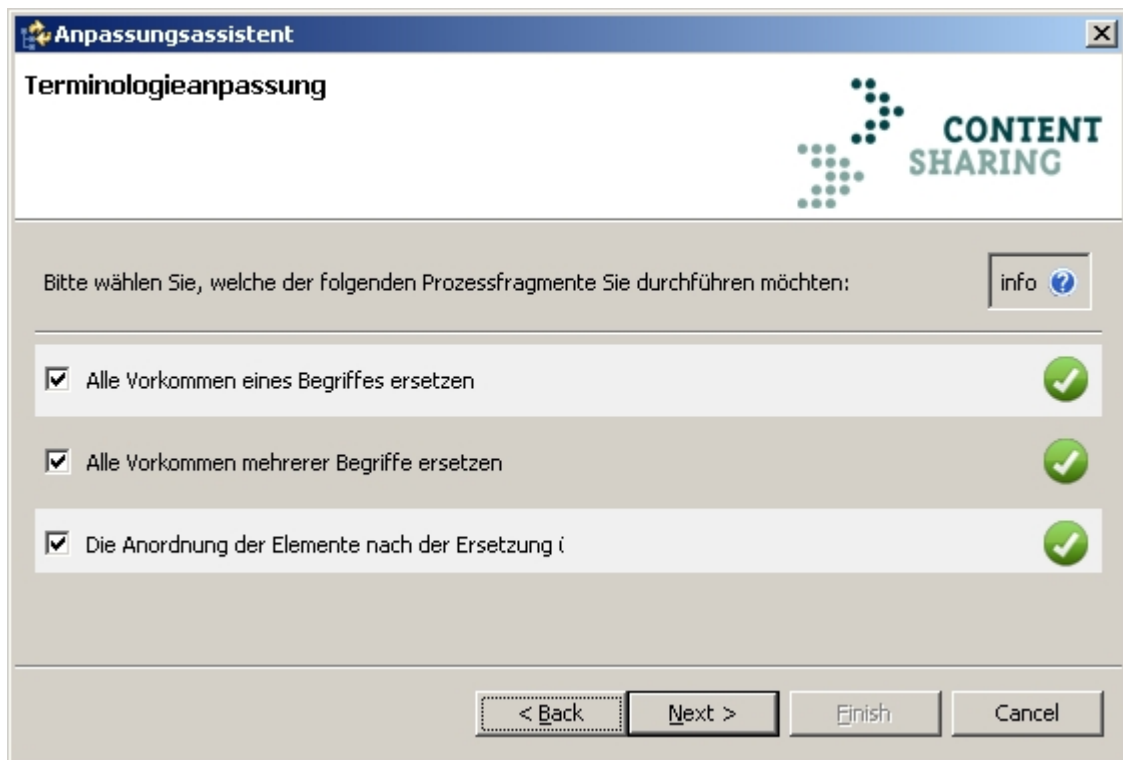 Anpassungsassistent
Terminologieanpassung
CONTENT
SHARING
Bitte wählen Sie, welche der folgenden Prozessfragmente Sie durchführen möchten:
info
Alle Vorkommen eines Begriffes ersetzen
Alle Vorkommen mehrerer Begriffe ersetzen
Die Anordnung der Elemente nach der Ersetzung
< Back
Next >
Finish
Cancel